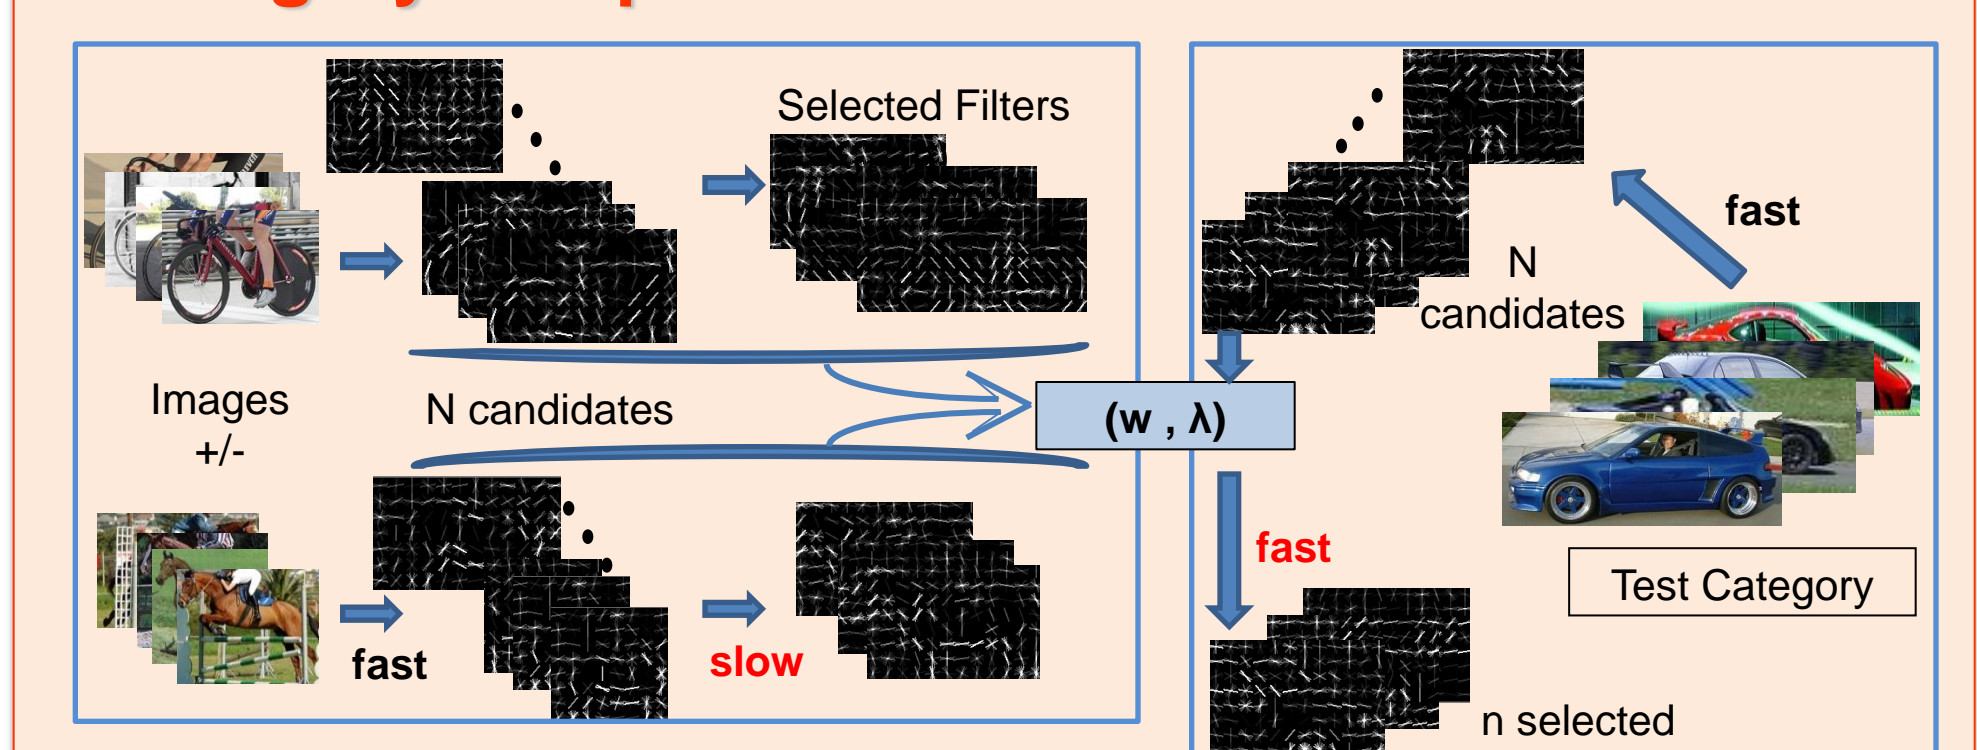 Selected Filters
fast
N
candidates
Images
+/-
N candidates
(w , λ)
fast
Test Category
fast
slow
n selected